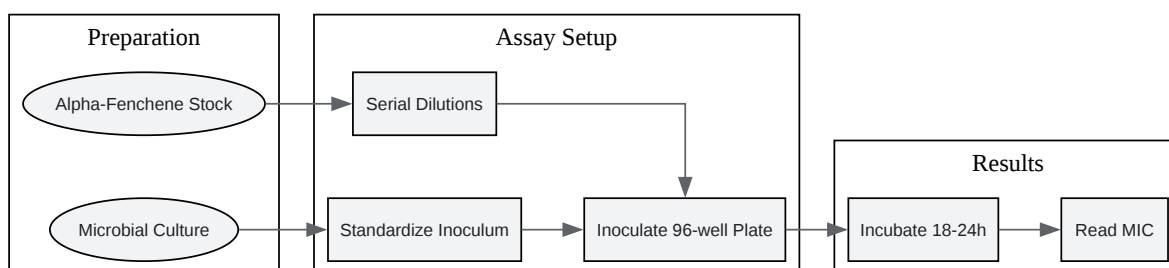 Preparation
Alpha-Fenchene Stock
Microbial Culture
Assay Setup
Serial Dilutions
Standardize Inoculum
Inoculate 96-well Plate
Results
Incubate 18-24h
Read MIC